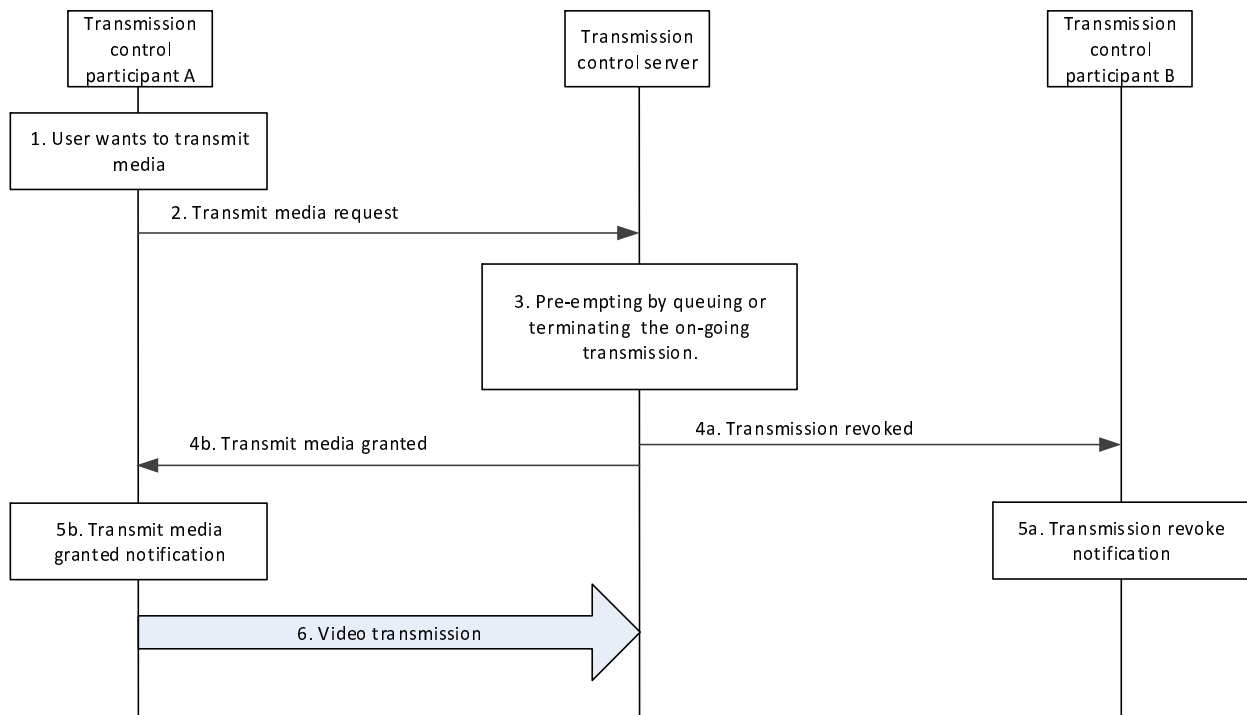 Transmission
control
participant A
Transmission
control server
Transmission
control
participant B
1. User wants to transmit
media
2. Transmit media request
3. Pre-empting by queuing or
terminating the on-going
transmission.
4a. Transmission revoked
4b. Transmit media granted
5b. Transmit media
granted notification
5a. Transmission revoke
notification
6. Video transmission